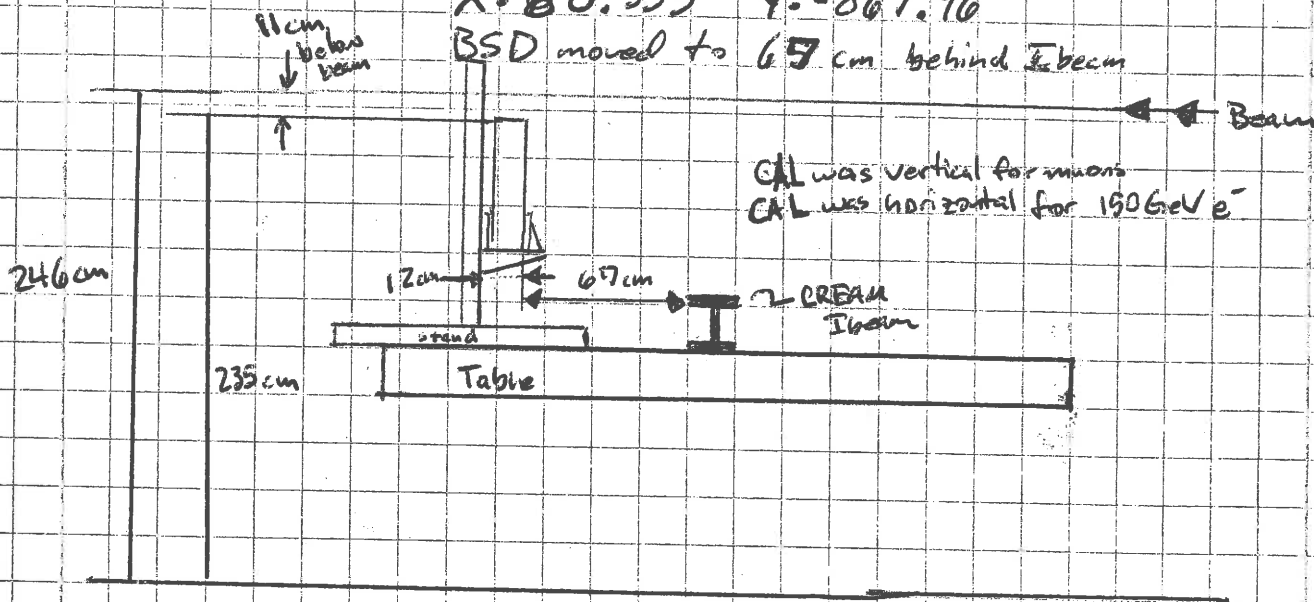 11cm
below
beam
BSD moved to 67 cm behind I beam
Beam
CAL was vertical for muons
CAL was horizontal for 150GeV e-
246cm
12cm
67cm
CREAM
I beam
stand
235cm
Table